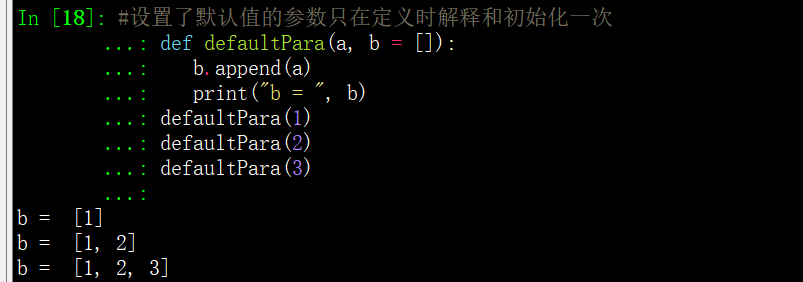 In [18]: #设置了默认值的参数只在定义时解释和初始化一次
...: def defaultPara(a, b = []):
...:    b.append(a)
...:    print("b = ", b)
...: defaultPara(1)
...: defaultPara(2)
...: defaultPara(3)
...:
b =  [1]
b =  [1, 2]
b =  [1, 2, 3]